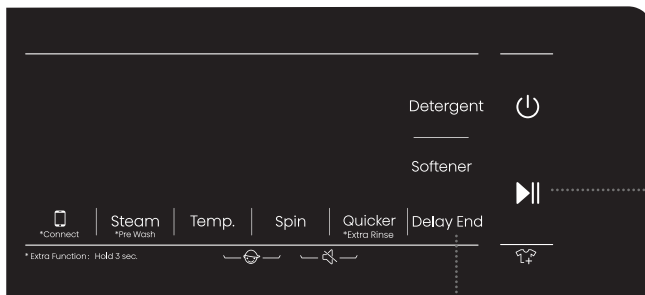 Detergent
Softener
*Connect
Steam
*Pre Wash
Temp.
Spin
Quicker
*Extra Rinse
Delay End
* Extra Function: Hold 3 sec.